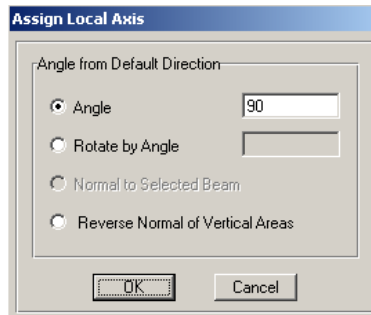 Assign Local Axis
Angle from Default Direction
Angle 90
Rotate by Angle
Normal to Selected Beam
Reverse Normal of Vertical Areas
OK Cancel